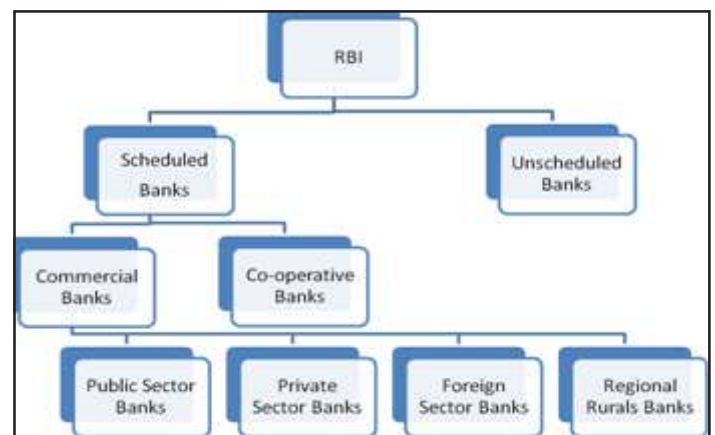 RBI
Scheduled
Banks
Unscheduled
Banks
Commercial
Banks
Co-operative
Banks
Public Sector
Banks
Private
Sector Banks
Foreign
Sector Banks
Regional
Rurals Banks